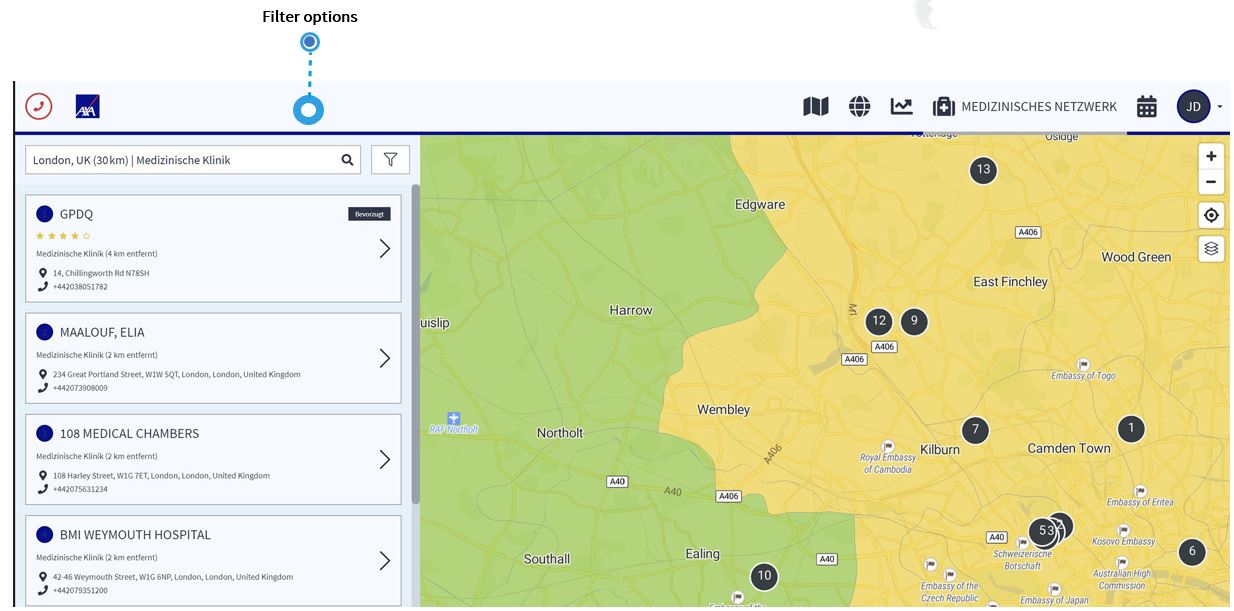 Filter options
AXA
MEDIZINISCHES NETZWERK
JD
London, UK (30 km) | Medizinische Klinik
GPDQ
Bevorzugt
Medizinische Klinik (4 km entfernt)
14, Chillingworth Rd N78SH
+442038051782
MAALOUF, ELIA
Medizinische Klinik (2 km entfernt)
234 Great Portland Street, W1W 5QT, London, London, United Kingdom
+442073908009
108 MEDICAL CHAMBERS
Medizinische Klinik (2 km entfernt)
108 Harley Street, W1G 7ET, London, London, United Kingdom
+442075631234
BMI WEYMOUTH HOSPITAL
Medizinische Klinik (2 km entfernt)
42-46 Weymouth Street, W1G 6NP, London, London, United Kingdom
+442079351200
Osidge
13
Edgware
A406
Wood Green
East Finchley
Harrow
uislip
M1
12
9
A406
A406
Embassy of Togo
Wembley
RAF Northolt
Northolt
7
1
Kilburn
Camden Town
Royal Embassy
of Cambodia
A406
A40
A40
A406
Embassy of Eritea
5
3
2
A40
Kosovo Embassy
Schweizerische
Botschaft
6
Southall
Ealing
A40
10
Australian High
Commission
Embassy of the
Czech Republic
Embassy of Japan